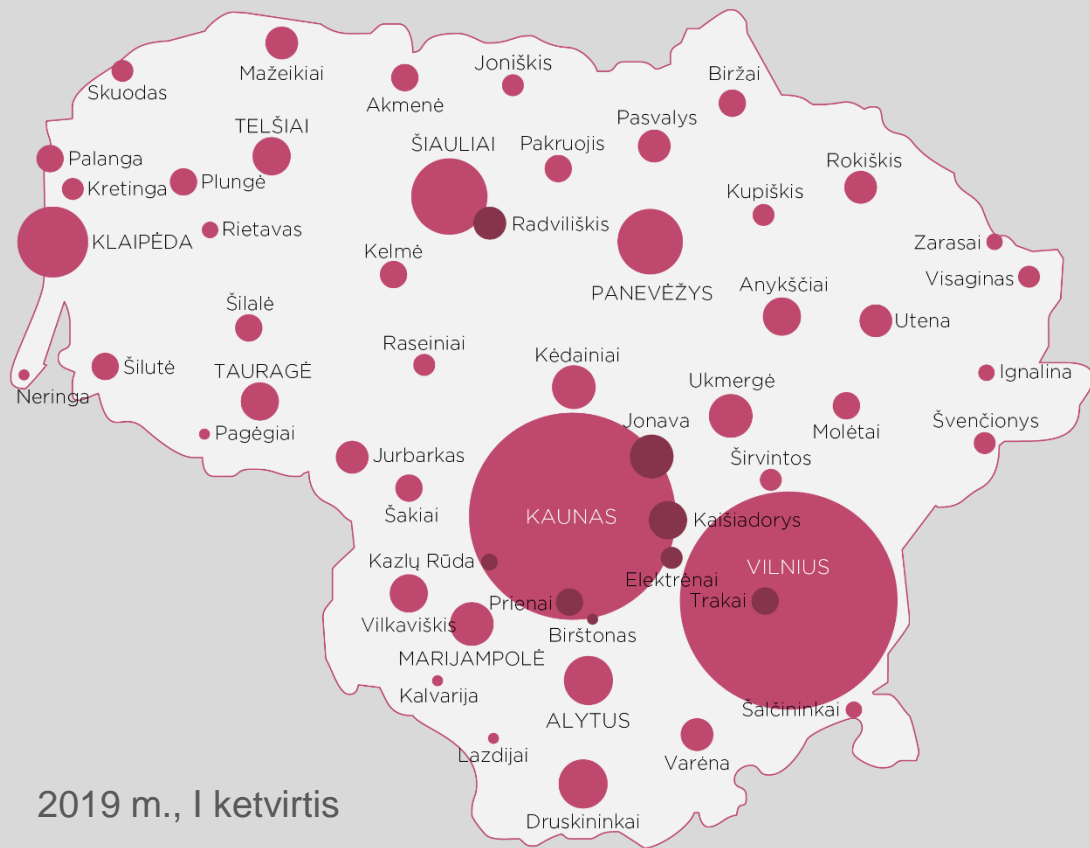 Mažeikiai
Skuodas
Akmenė
Joniškis
Biržai
TELŠIAI
Pasvalys
ŠIAULIAI
Pakruojis
Palanga
Plungė
Kretinga
Rokiškis
Kupiškis
Radviliškis
Rietavas
KLAIPĖDA
Zarasai
Kelmė
Visaginas
PANEVĖŽYS
Anykščiai
Šilalė
Utena
Raseiniai
Kėdainiai
Šilutė
TAURAGĖ
Ignalina
Ukmergė
Neringa
Pagėgiai
Jonava
Molėtai
Švenčionys
Jurbarkas
Širvintos
Šakiai
KAUNAS
Kaišiadorys
Kazlų Rūda
VILNIUS
Elektrėnai
Prienai
Trakai
Vilkaviškis
Birštonas
MARIJAMPOLĖ
Kalvarija
Šalčininkai
ALYTUS
Lazdijai
Varėna
2019 m., I ketvirtis
Druskininkai